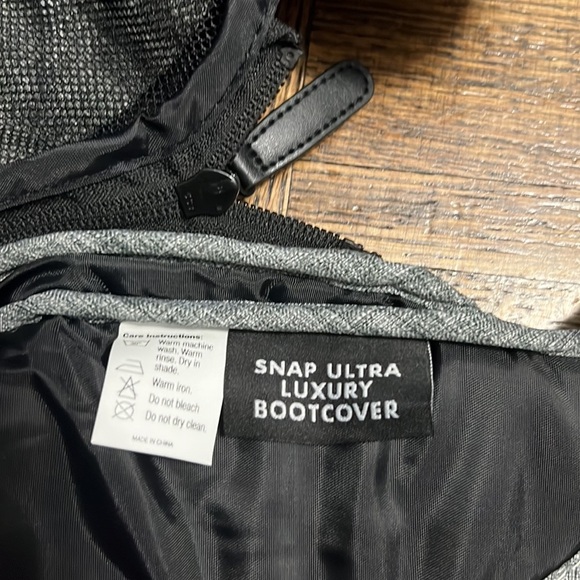 Care Instructions:
Warm machine
wash. Warm
rinse. Dry in
shade.
Warm iron.
Do not bleach
Do not dry clean.
MADE IN CHINA
SNAP ULTRA
LUXURY
BOOTCOVER